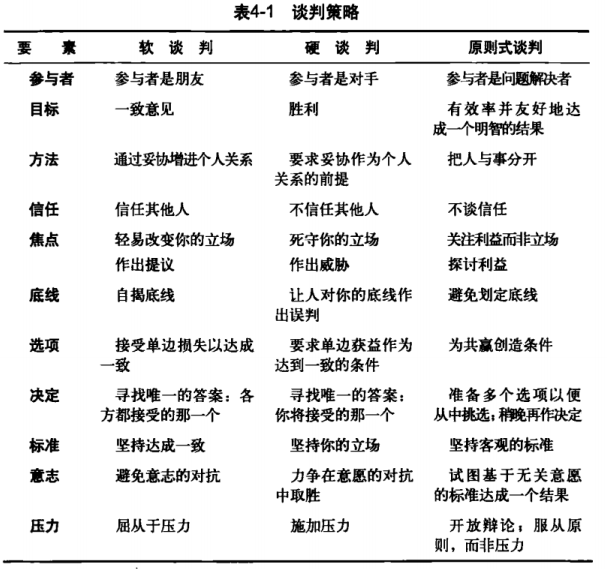 表4-1 谈判策略
要 素 软 谈 判 硬 谈 判 原则式谈判
参与者 参与者是朋友 参与者是对手 参与者是问题解决者
目标 一致意见 胜利 有效率并友好地达
成一个明智的结果
方法 通过妥协增进个人关系 要求妥协作为个人 把人与事分开
关系的前提
信任 信任其他人 不信任其他人 不谈信任
焦点 轻易改变你的立场 死守你的立场 关注利益而非立场
作出提议 作出威胁 探讨利益
底线 自揭底线 让人对你的底线作 避免划定底线
出误判
选项 接受单边损失以达成 要求单边获益作为 为共赢创造条件
一致 达到一致的条件
决定 寻找唯一的答案：各 寻找唯一的答案： 准备多个选项以便
方都接受的那一个 你将接受的那一个 从中挑选；稍晚再作决定
标准 坚持达成一致 坚持你的立场 坚持客观的标准
意志 避免意志的对抗 力争在意愿的对抗 试图基于无关意愿
中取胜 的标准达成一个结果
压力 屈从于压力 施加压力 开放辩论；服从原
则，而非压力